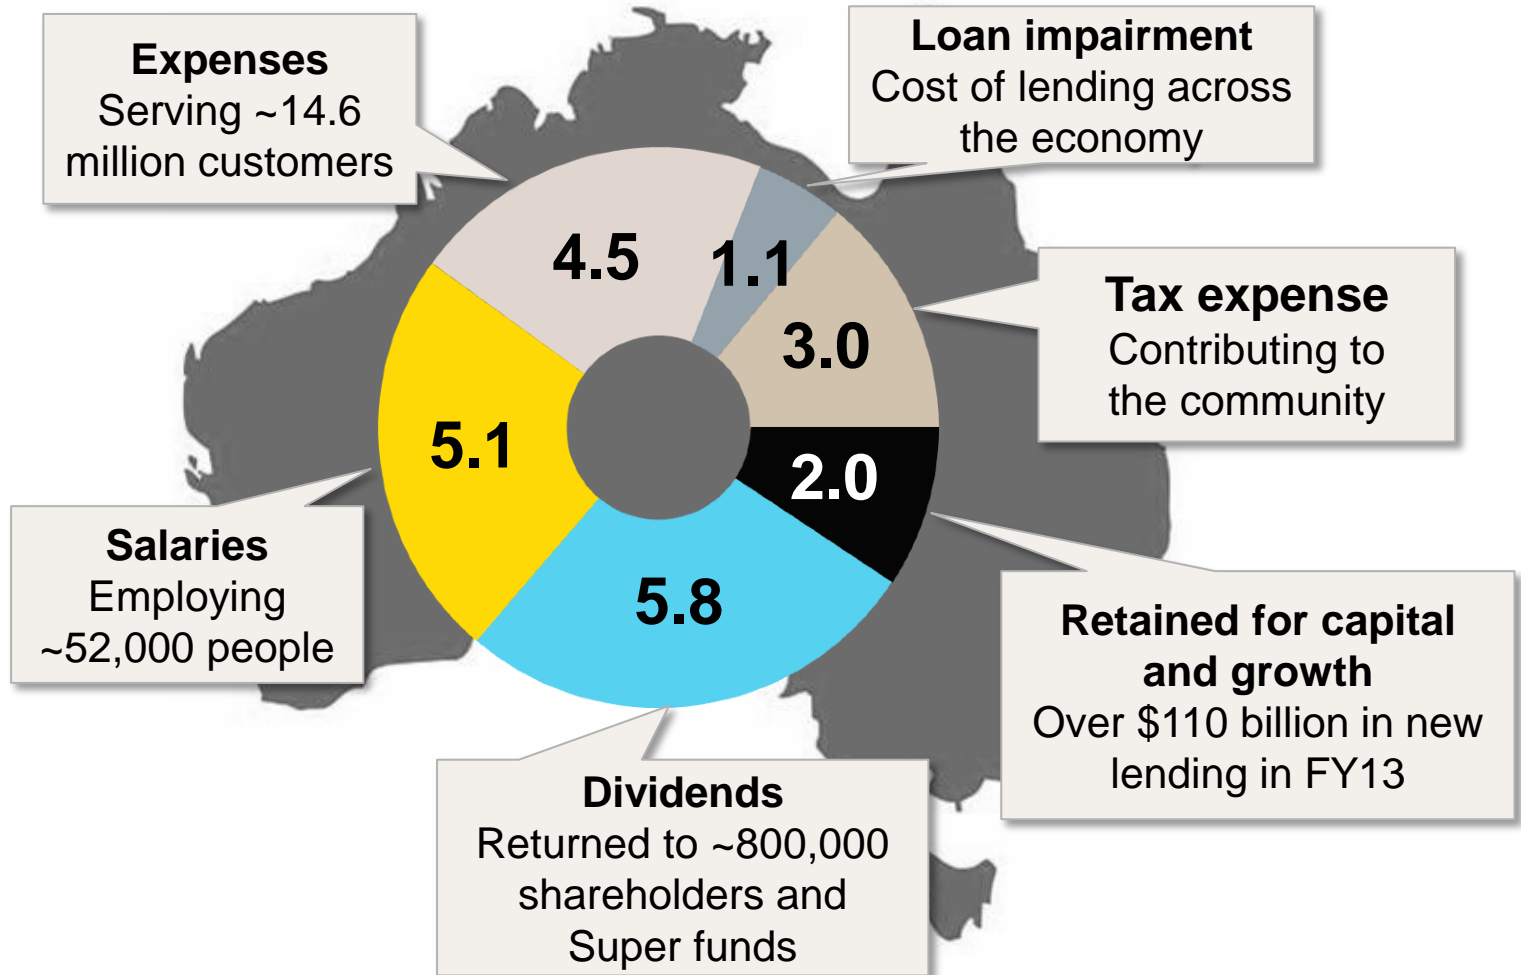 Expenses
Serving ~14.6
million customers
Loan impairment
Cost of lending across
the economy
4.5
1.1
3.0
Tax expense
Contributing to
the community
5.1
2.0
5.8
Salaries
Employing
~52,000 people
Retained for capital
and growth
Over $110 billion in new
lending in FY13
Dividends
Returned to ~800,000
shareholders and
Super funds